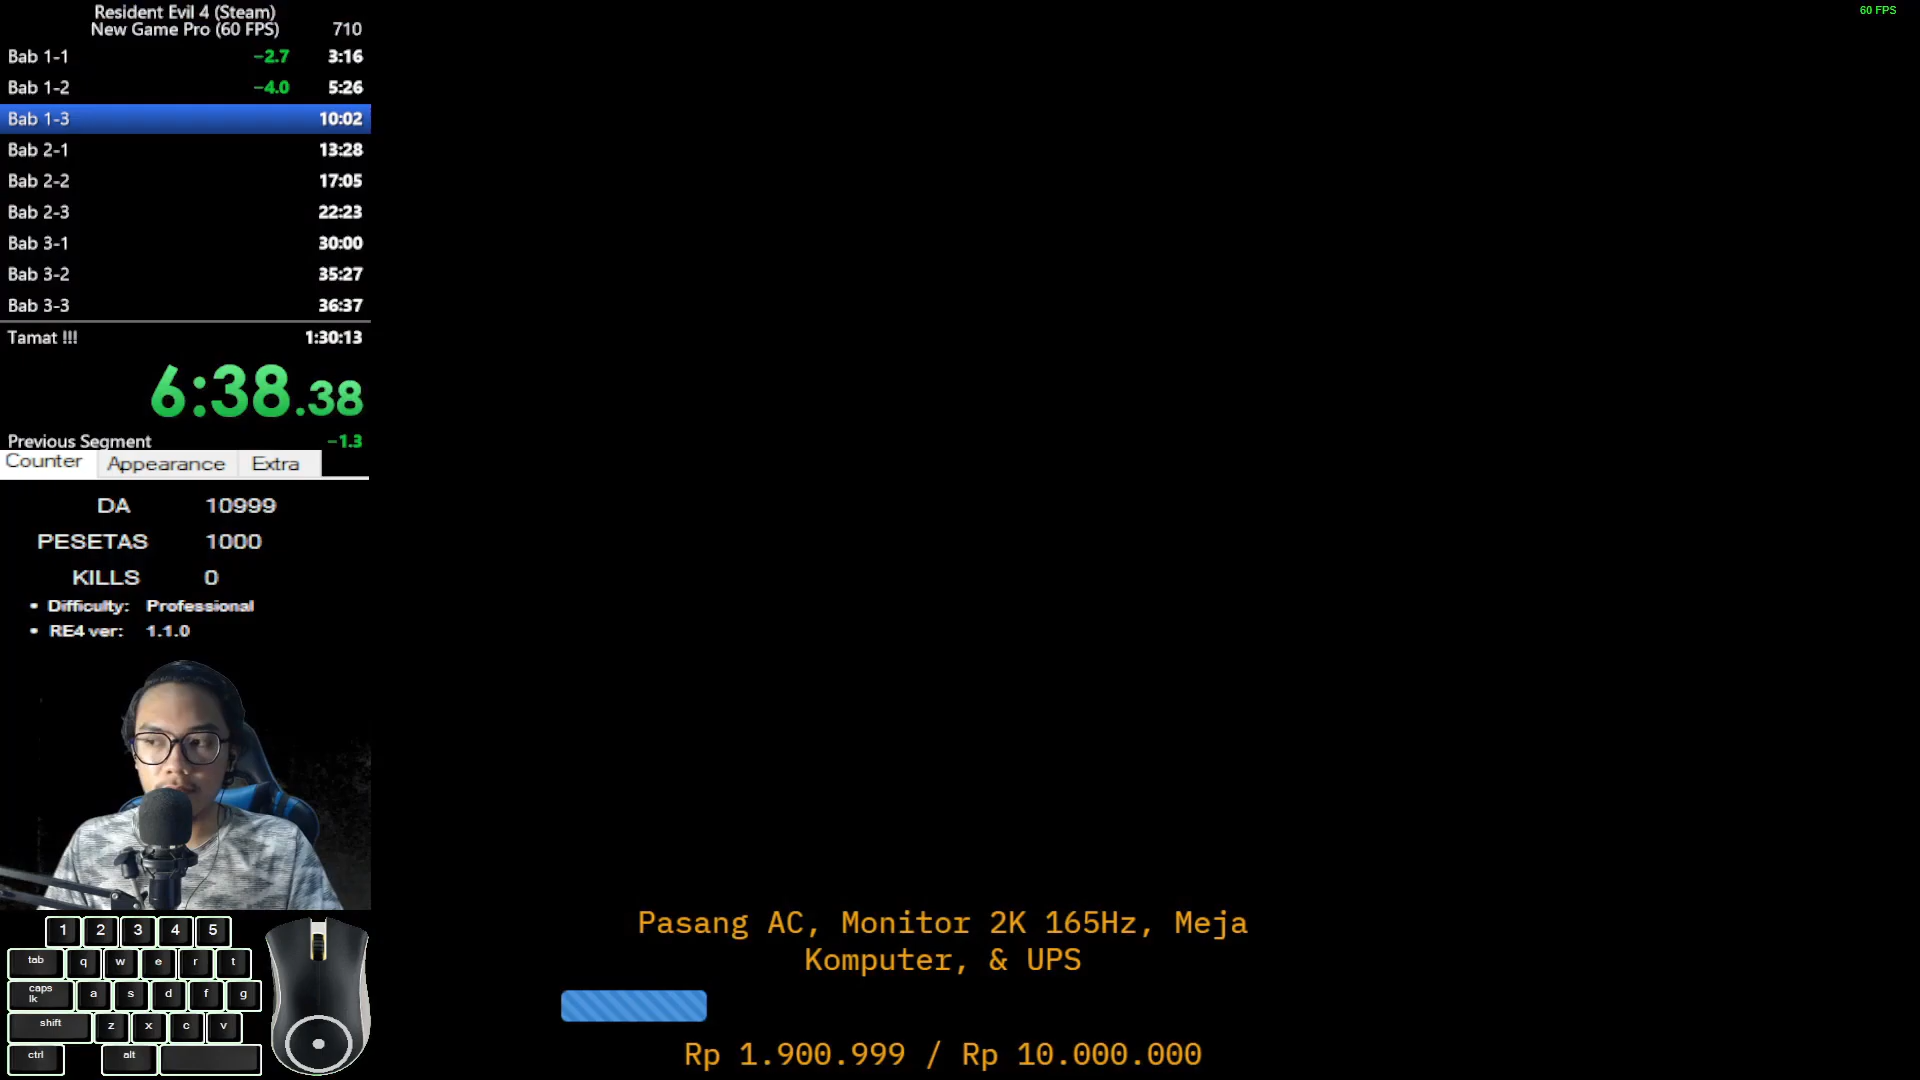 Resident Evil 4 (Steam)
New Game Pro (60 FPS) 710
Bab 1-1 −2.7 3:16
Bab 1-2 −4.0 5:26
Bab 1-3 10:02
Bab 2-1 13:28
Bab 2-2 17:05
Bab 2-3 22:23
Bab 3-1 30:00
Bab 3-2 35:27
Bab 3-3 36:37
Tamat !!! 1:30:13
6:38.38
Previous Segment −1.3
Counter Appearance Extra
DA 10999
PESETAS 1000
KILLS 0
• Difficulty: Professional
• RE4 ver: 1.1.0
1 2 3 4 5
tab q w e r t
caps lk a s d f g
shift z x c v
ctrl alt
60 FPS
Pasang AC, Monitor 2K 165Hz, Meja
Komputer, & UPS
Rp 1.900.999 / Rp 10.000.000